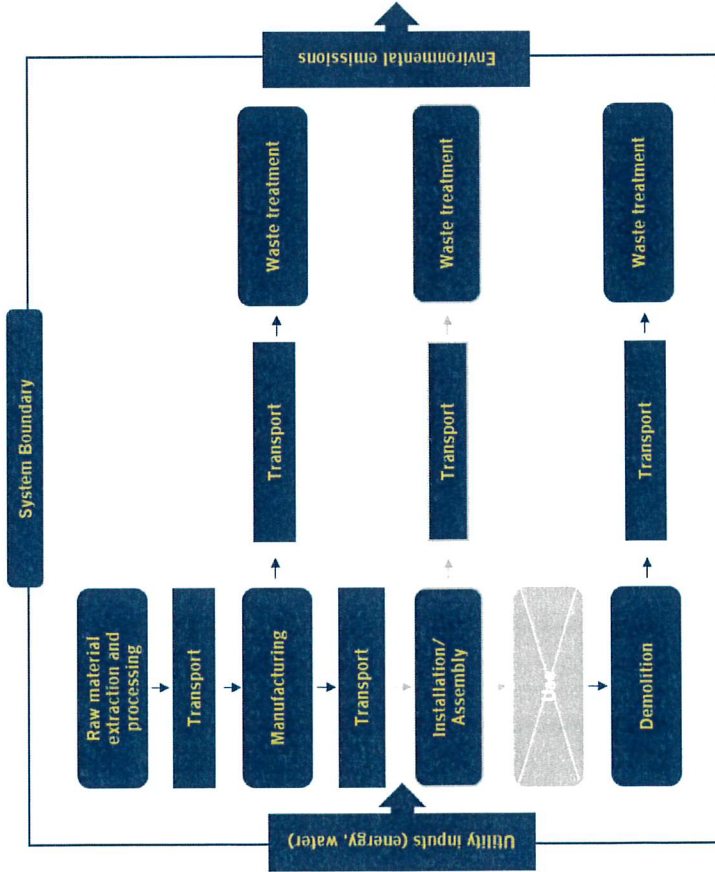 System Boundary
Utility inputs (energy, water)
Environmental emissions
Raw material
extraction and
processing
Transport
Manufacturing
Transport
Waste treatment
Transport
Installation/
Assembly
Transport
Waste treatment
Use
Demolition
Transport
Waste treatment